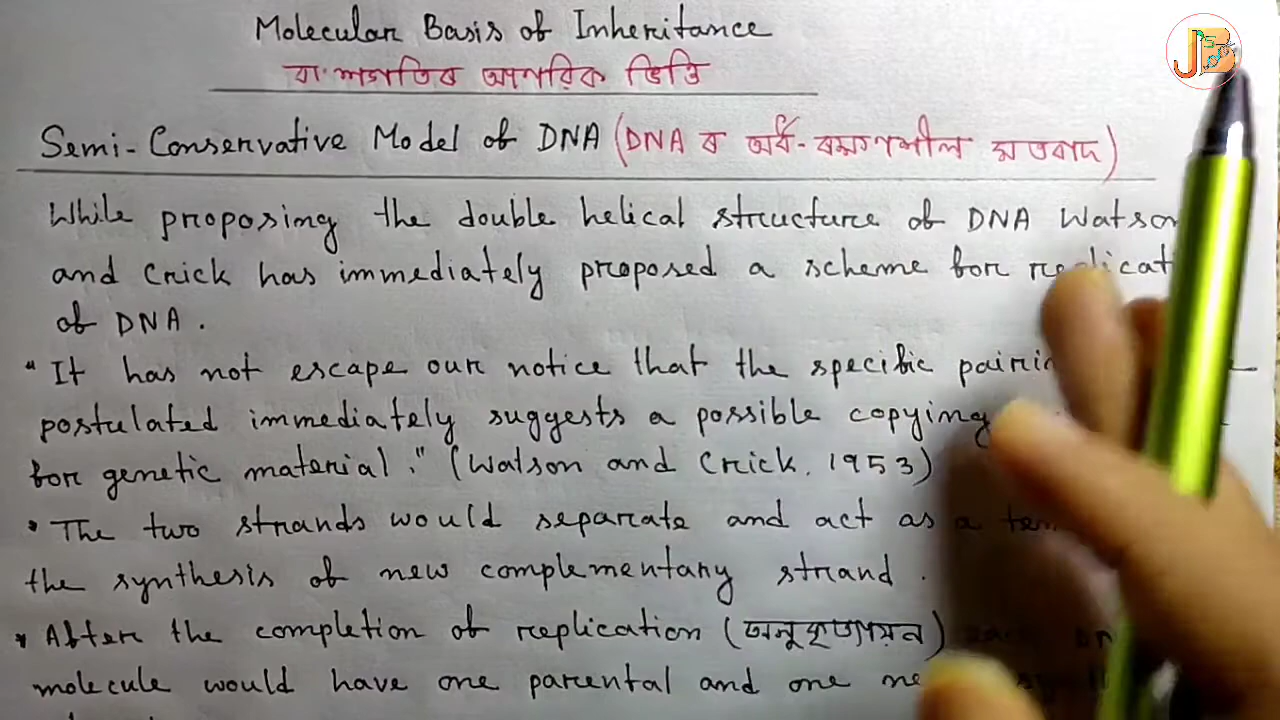 Molecular Basis of Inheritance
বংশগতিৰ আণৱিক ভিত্তি
Semi-Conservative Model of DNA (DNA ৰ অৰ্ধ-ৰক্ষণশীল মতবাদ)
While proposing the double helical structure of DNA Watson
and Crick has immediately proposed a scheme for
of DNA.
"It has not escape our notice that the specific
postulated immediately suggests a possible copying
for genetic material." (Watson and Crick, 1953)
• The two strands would separate and act as a
the synthesis of new complementary strand.
• After the completion of replication (অনুকৃত্যায়ন)
molecule would have one parental and one
JB